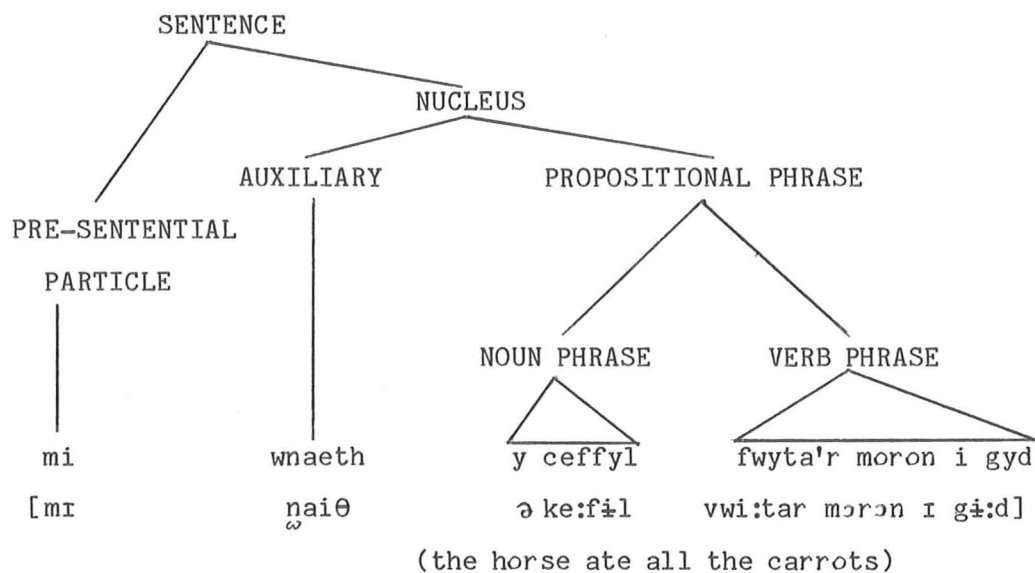 SENTENCE
NUCLEUS
AUXILIARY PROPOSITIONAL PHRASE
PRE-SENTENTIAL
PARTICLE
NOUN PHRASE VERB PHRASE
mi wnaeth y ceffyl fwyta'r moron i gyd
[mɪ n̫aiθ ə ke:fɨl vwi:tar mɔrɔn ɪ gɨ:d]
(the horse ate all the carrots)